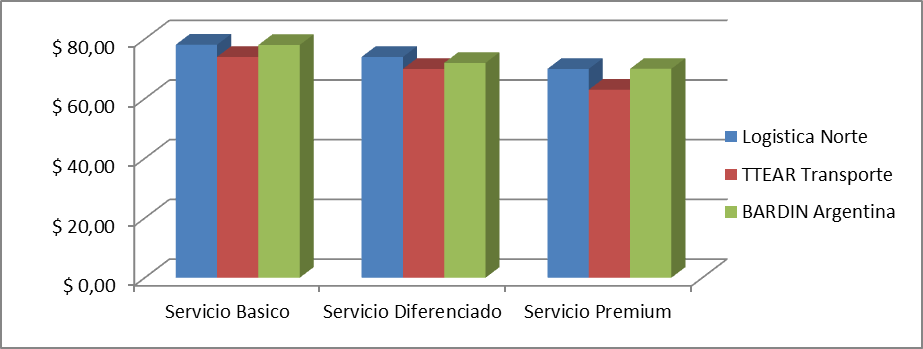 $ 80,00
$ 60,00
$ 40,00
$ 20,00
$ 0,00
Servicio Basico
Servicio Diferenciado
Servicio Premium
Logistica Norte
TTEAR Transporte
BARDIN Argentina